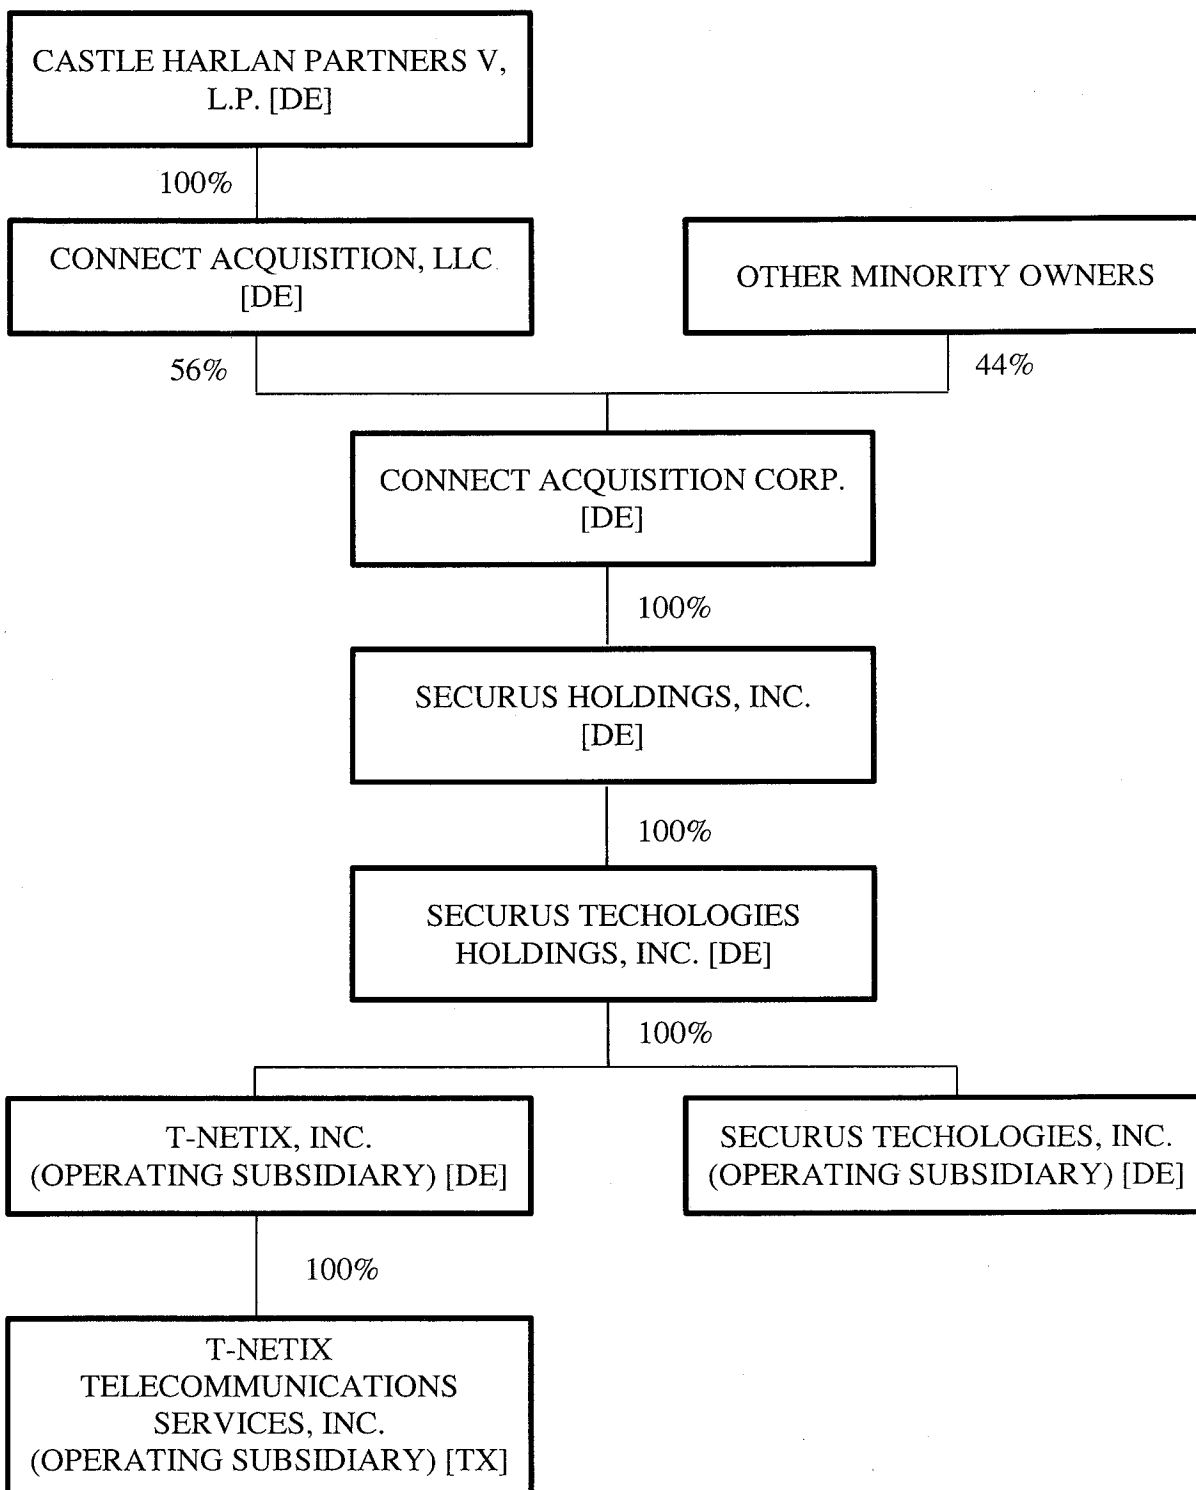 CASTLE HARLAN PARTNERS V,
L.P. [DE]
100%
CONNECT ACQUISITION, LLC
[DE]
OTHER MINORITY OWNERS
56%
44%
CONNECT ACQUISITION CORP.
[DE]
100%
SECURUS HOLDINGS, INC.
[DE]
100%
SECURUS TECHOLOGIES
HOLDINGS, INC. [DE]
100%
T-NETIX, INC.
(OPERATING SUBSIDIARY) [DE]
SECURUS TECHOLOGIES, INC.
(OPERATING SUBSIDIARY) [DE]
100%
T-NETIX
TELECOMMUNICATIONS
SERVICES, INC.
(OPERATING SUBSIDIARY) [TX]